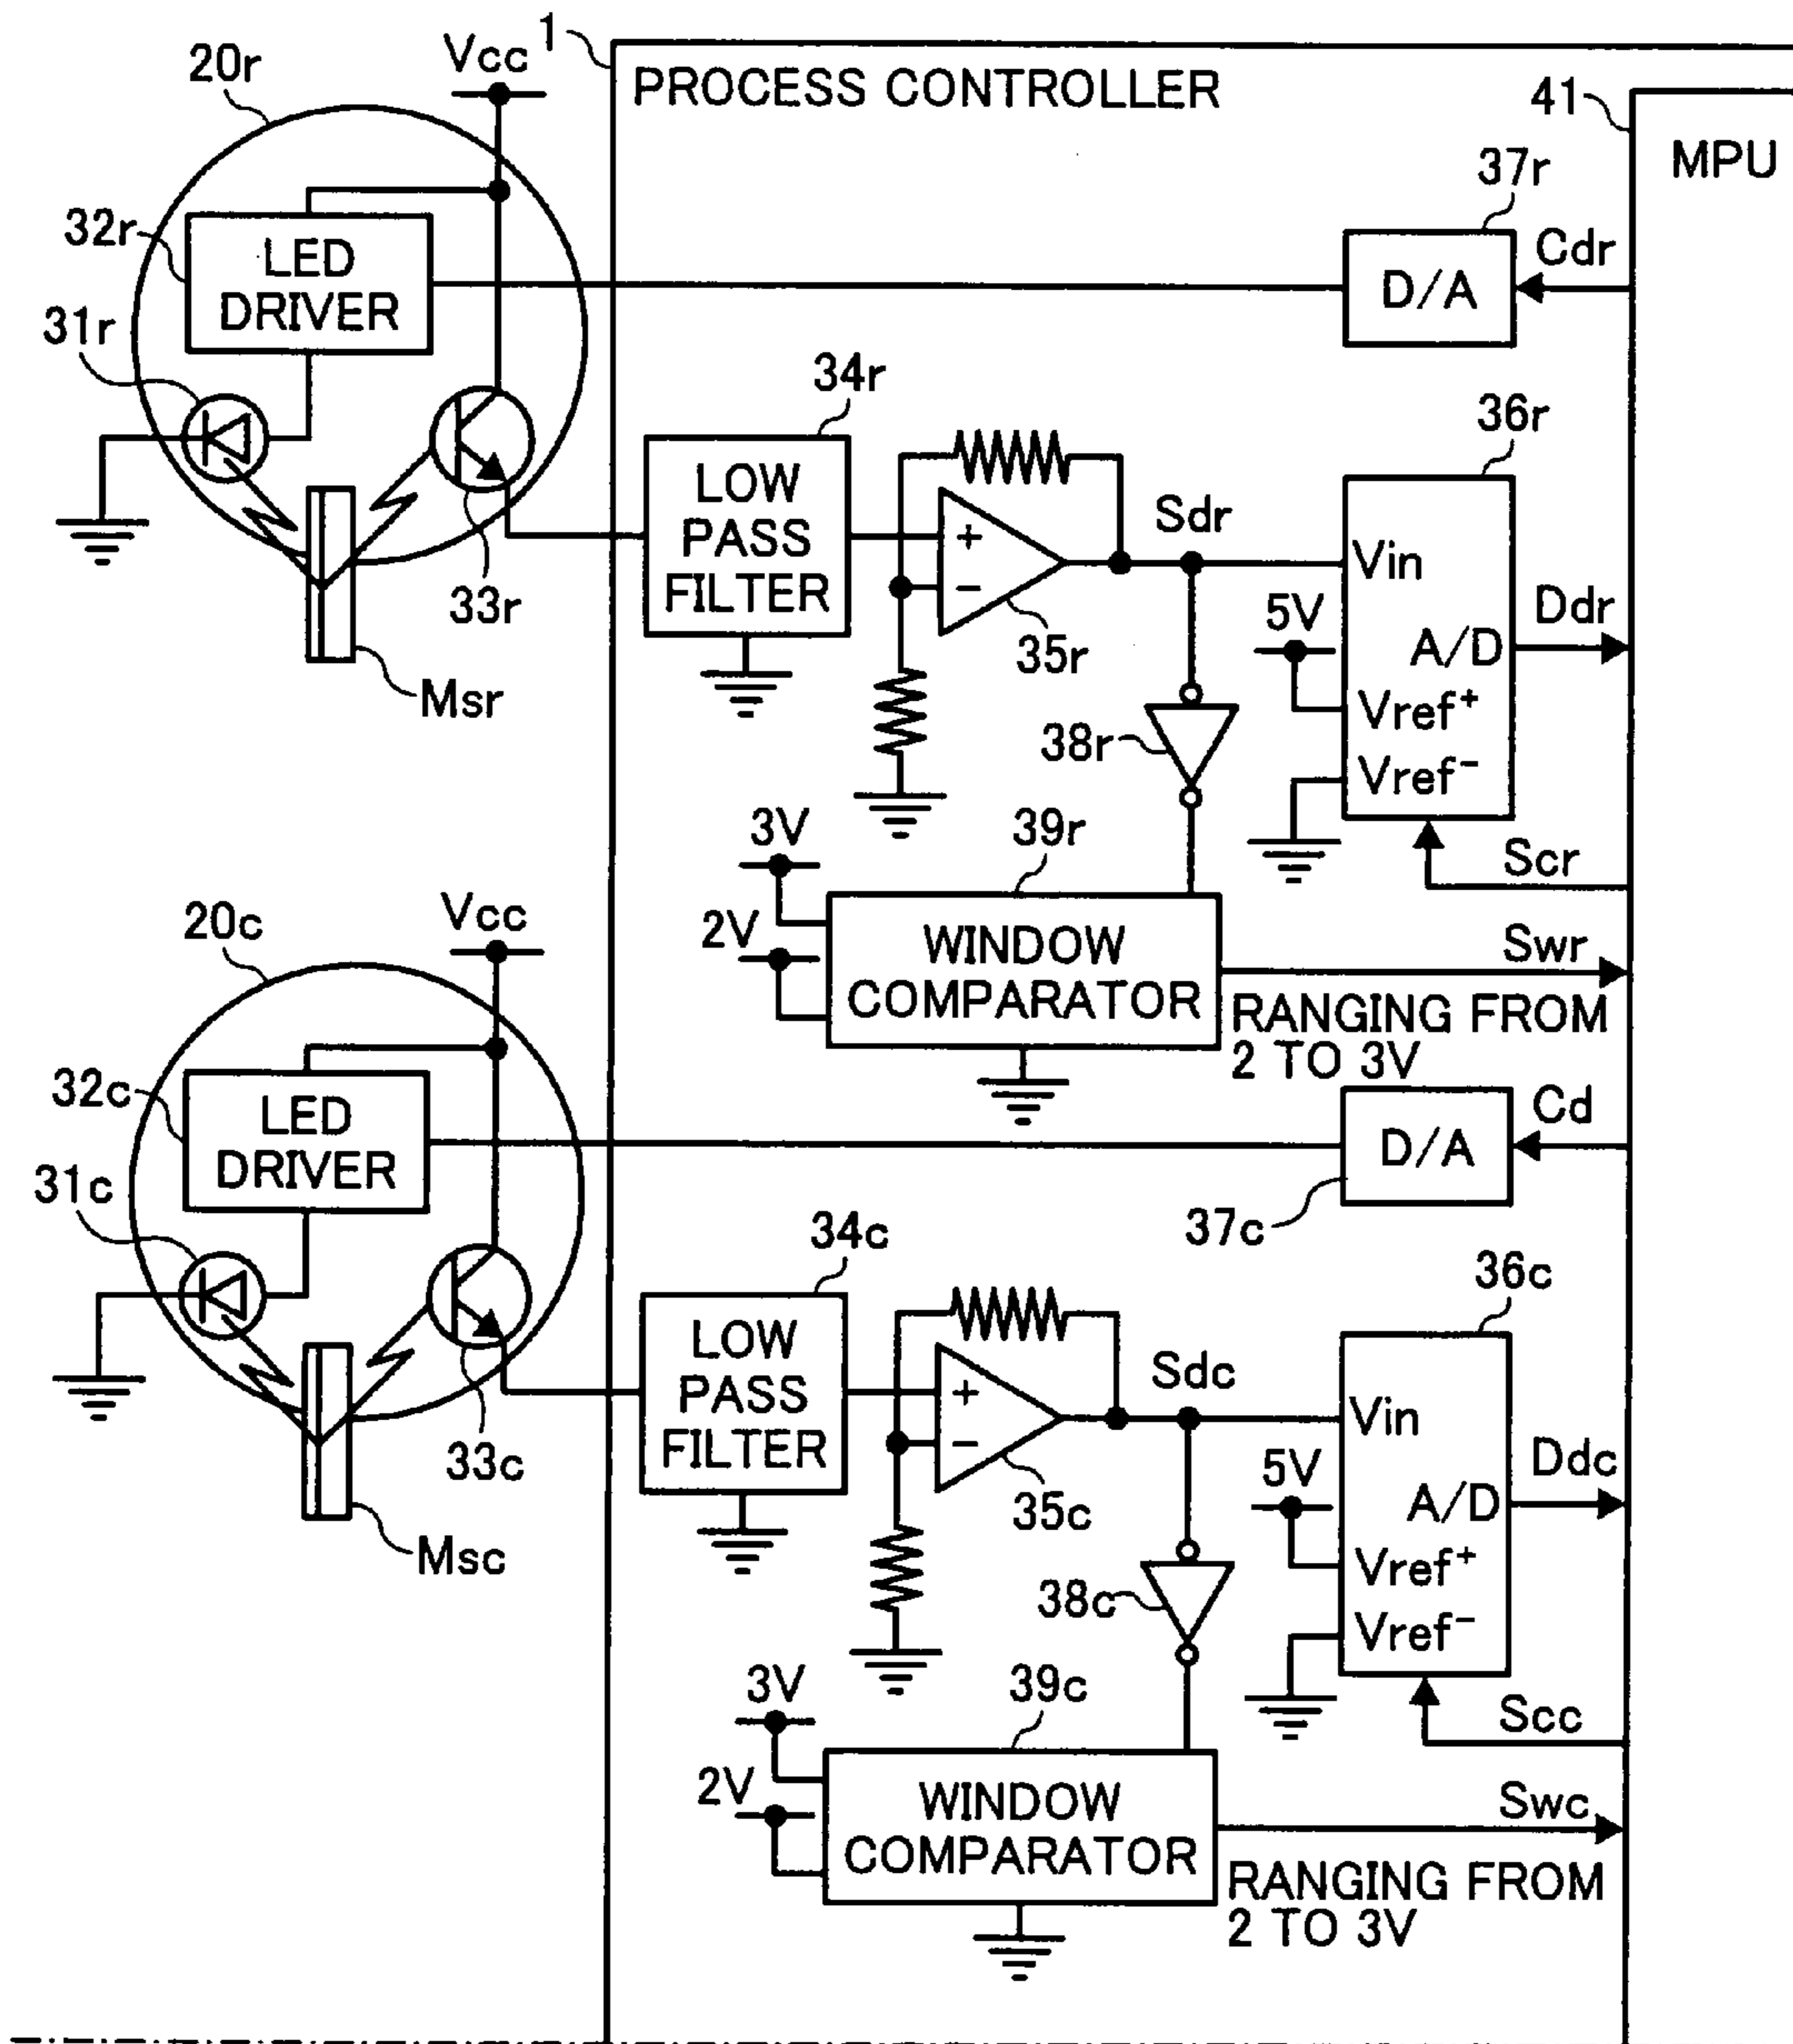 1
PROCESS CONTROLLER
41
MPU
20r
Vcc
32r
LED
DRIVER
31r
33r
Msr
37r
D/A
Cdr
34r
LOW
PASS
FILTER
+
−
35r
Sdr
36r
Vin
5V
A/D
Vref+
Vref−
Ddr
38r
Scr
3V
2V
39r
WINDOW
COMPARATOR
Swr
RANGING FROM
2 TO 3V
20c
Vcc
32c
LED
DRIVER
31c
33c
Msc
D/A
Cd
37c
34c
LOW
PASS
FILTER
+
−
35c
Sdc
36c
Vin
5V
A/D
Vref+
Vref−
Ddc
38c
Scc
3V
2V
39c
WINDOW
COMPARATOR
Swc
RANGING FROM
2 TO 3V